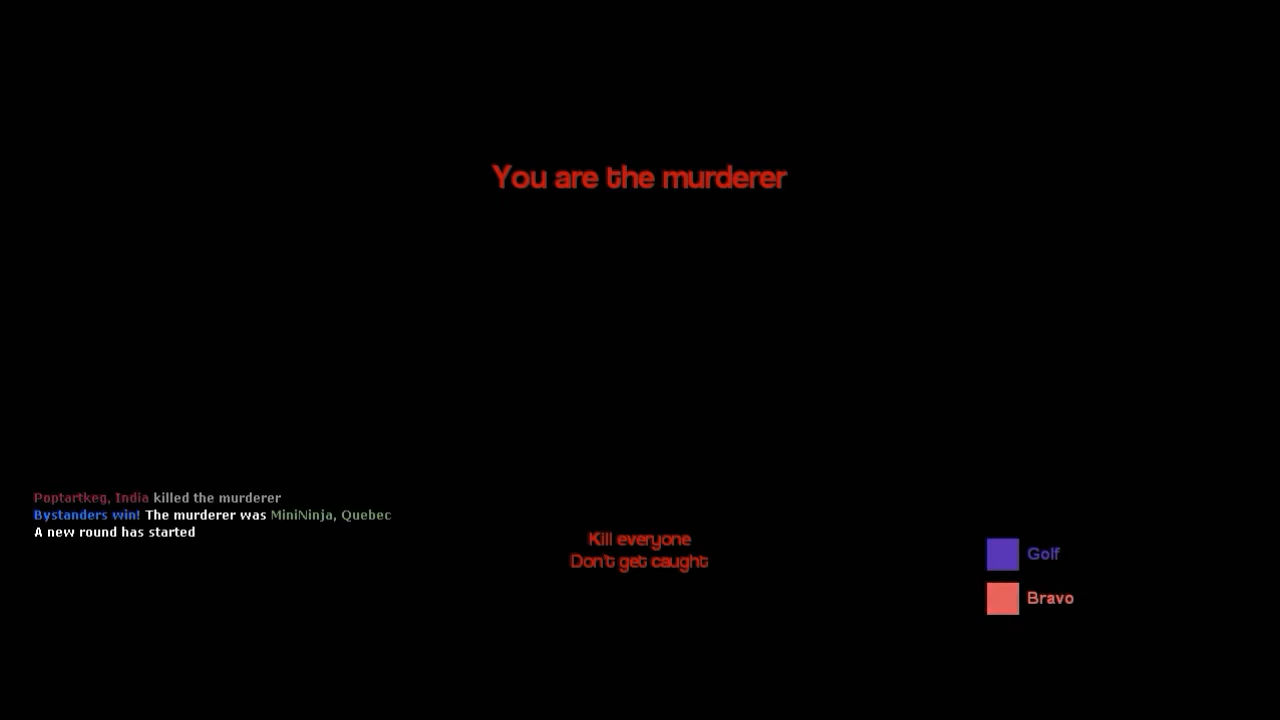 You are the murderer
Poptartkeg, India killed the murderer
Bystanders win! The murderer was MiniNinja, Quebec
A new round has started
Kill everyone
Don't get caught
Golf
Bravo